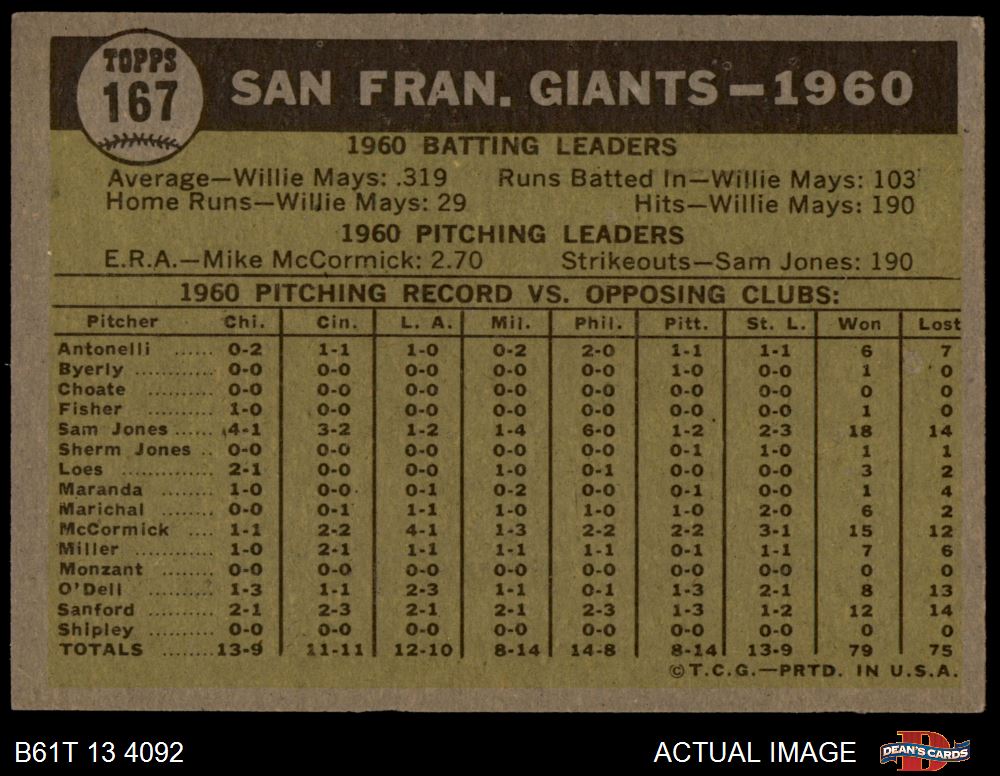 TOPPS
167
SAN FRAN. GIANTS—1960
1960 BATTING LEADERS
Average—Willie Mays: .319 Runs Batted In—Willie Mays: 103
Home Runs—Willie Mays: 29 Hits—Willie Mays: 190
1960 PITCHING LEADERS
E.R.A.—Mike McCormick: 2.70 Strikeouts—Sam Jones: 190
1960 PITCHING RECORD VS. OPPOSING CLUBS:
Pitcher Chi. Cin. L. A. Mil. Phil. Pitt. St. L. Won Lost
Antonelli ...... 0-2 1-1 1-0 0-2 2-0 1-1 1-1 6 7
Byerly ............ 0-0 0-0 0-0 0-0 0-0 1-0 0-0 1 0
Choate .......... 0-0 0-0 0-0 0-0 0-0 0-0 0-0 0 0
Fisher ............ 1-0 0-0 0-0 0-0 0-0 0-0 0-0 1 0
Sam Jones ...... 4-1 3-2 1-2 1-4 6-0 1-2 2-3 18 14
Sherm Jones .. 0-0 0-0 0-0 0-0 0-0 0-1 1-0 1 1
Loes .............. 2-1 0-0 0-0 1-0 0-1 0-0 0-0 3 2
Maranda ........ 1-0 0-0 0-1 0-2 0-0 0-1 0-0 1 4
Marichal ........ 0-0 0-1 1-1 1-0 1-0 1-0 2-0 6 2
McCormick .... 1-1 2-2 4-1 1-3 2-2 2-2 3-1 15 12
Miller ............ 1-0 2-1 1-1 1-1 1-1 0-1 1-1 7 6
Monzant ........ 0-0 0-0 0-0 0-0 0-0 0-0 0-0 0 0
O'Dell ............ 1-3 1-1 2-3 1-1 0-1 1-3 2-1 8 13
Sanford .......... 2-1 2-3 2-1 2-1 2-3 1-3 1-2 12 14
Shipley .......... 0-0 0-0 0-0 0-0 0-0 0-0 0-0 0 0
TOTALS ........ 13-9 11-11 12-10 8-14 14-8 8-14 13-9 79 75
©T.C.G.—PRTD. IN U.S.A.
B61T 13 4092 ACTUAL IMAGE DEAN'S CARDS